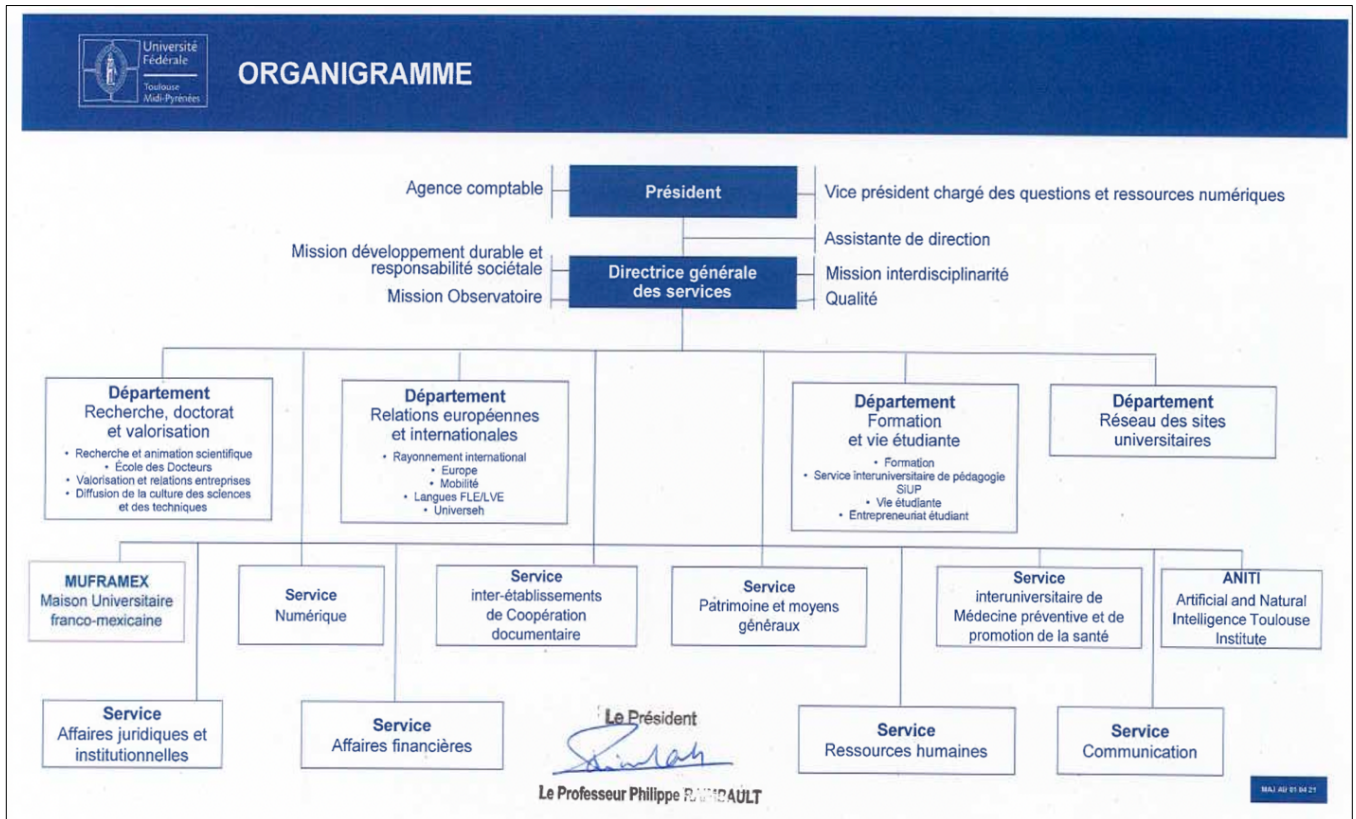 Université
Fédérale
Toulouse
Midi-Pyrénées
ORGANIGRAMME
Agence comptable
Président
Vice président chargé des questions et ressources numériques
Assistante de direction
Mission développement durable et
responsabilité sociétale
Directrice générale
des services
Mission interdisciplinarité
Mission Observatoire
Qualité
Département
Recherche, doctorat
et valorisation
• Recherche et animation scientifique
• École des Docteurs
• Valorisation et relations entreprises
• Diffusion de la culture des sciences
et des techniques
Département
Relations européennes
et internationales
• Rayonnement international
• Europe
• Mobilité
• Langues FLE/LVE
• Universeh
Département
Formation
et vie étudiante
• Formation
• Service interuniversitaire de pédagogie
SiUP
• Vie étudiante
• Entrepreneuriat étudiant
Département
Réseau des sites
universitaires
MUFRAMEX
Maison Universitaire
franco-mexicaine
Service
Numérique
Service
inter-établissements
de Coopération
documentaire
Service
Patrimoine et moyens
généraux
Service
interuniversitaire de
Médecine préventive et de
promotion de la santé
ANITI
Artificial and Natural
Intelligence Toulouse
Institute
Service
Affaires juridiques et
institutionnelles
Service
Affaires financières
Le Président
Le Professeur Philippe
Service
Ressources humaines
Service
Communication
MAJ AU 01 04 21